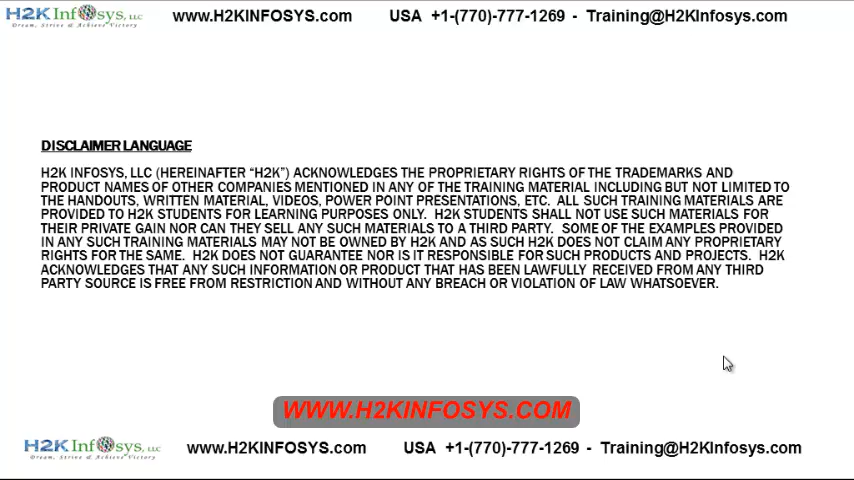 H2K Infosys, LLC www.H2KINFOSYS.com USA +1-(770)-777-1269 - Training@H2KInfosys.com
Dream, Strive & Achieve Victory
DISCLAIMER LANGUAGE
H2K INFOSYS, LLC (HEREINAFTER “H2K”) ACKNOWLEDGES THE PROPRIETARY RIGHTS OF THE TRADEMARKS AND
PRODUCT NAMES OF OTHER COMPANIES MENTIONED IN ANY OF THE TRAINING MATERIAL INCLUDING BUT NOT LIMITED TO
THE HANDOUTS, WRITTEN MATERIAL, VIDEOS, POWER POINT PRESENTATIONS, ETC. ALL SUCH TRAINING MATERIALS ARE
PROVIDED TO H2K STUDENTS FOR LEARNING PURPOSES ONLY. H2K STUDENTS SHALL NOT USE SUCH MATERIALS FOR
THEIR PRIVATE GAIN NOR CAN THEY SELL ANY SUCH MATERIALS TO A THIRD PARTY. SOME OF THE EXAMPLES PROVIDED
IN ANY SUCH TRAINING MATERIALS MAY NOT BE OWNED BY H2K AND AS SUCH H2K DOES NOT CLAIM ANY PROPRIETARY
RIGHTS FOR THE SAME. H2K DOES NOT GUARANTEE NOR IS IT RESPONSIBLE FOR SUCH PRODUCTS AND PROJECTS. H2K
ACKNOWLEDGES THAT ANY SUCH INFORMATION OR PRODUCT THAT HAS BEEN LAWFULLY RECEIVED FROM ANY THIRD
PARTY SOURCE IS FREE FROM RESTRICTION AND WITHOUT ANY BREACH OR VIOLATION OF LAW WHATSOEVER.
WWW.H2KINFOSYS.COM
H2K Infosys, LLC www.H2KINFOSYS.com USA +1-(770)-777-1269 - Training@H2KInfosys.com
Dream, Strive & Achieve Victory